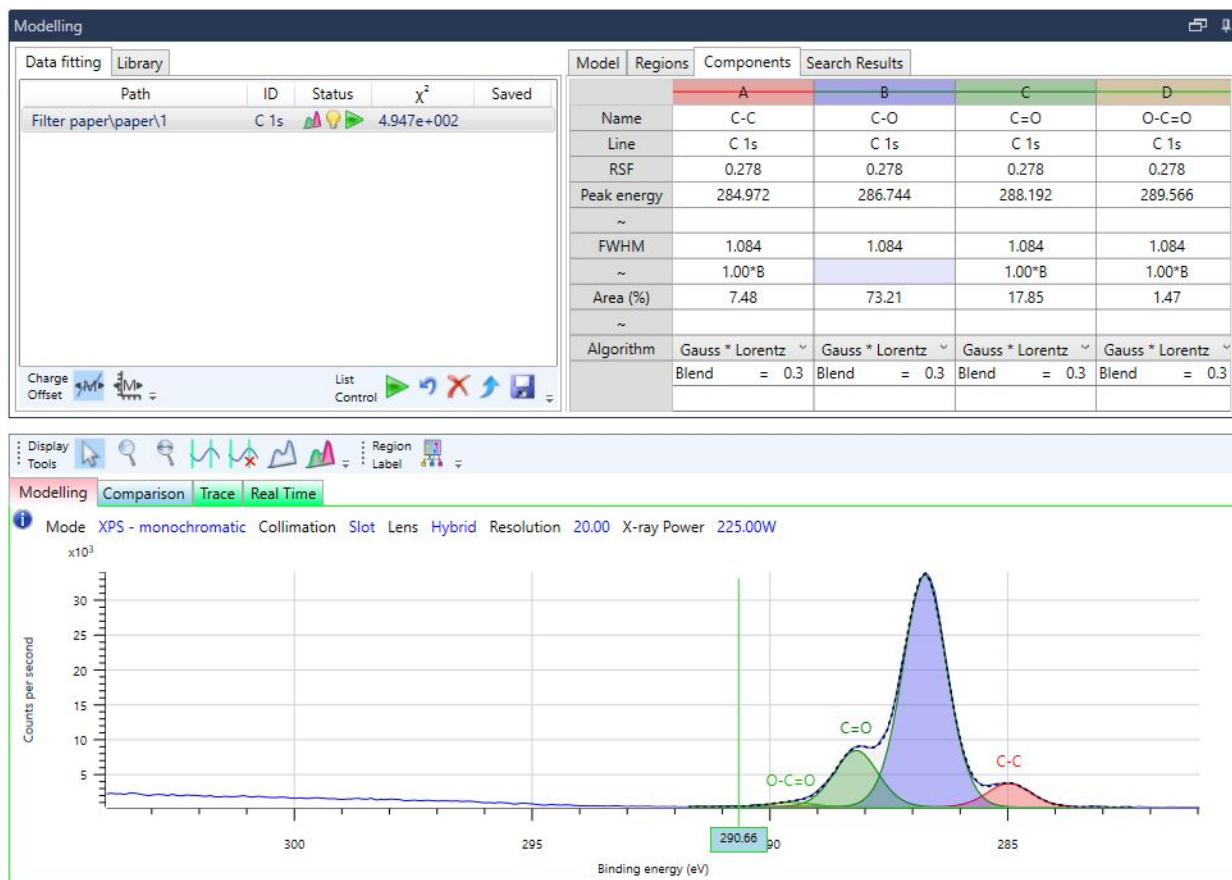 Modelling
Data fitting Library
Path ID Status χ² Saved
Filter paper\paper\1 C 1s 4.947e+002
Charge Offset
List Control
Model Regions Components Search Results
A B C D
Name C-C C-O C=O O-C=O
Line C 1s C 1s C 1s C 1s
RSF 0.278 0.278 0.278 0.278
Peak energy 284.972 286.744 288.192 289.566
~
FWHM 1.084 1.084 1.084 1.084
~ 1.00*B 1.00*B 1.00*B
Area (%) 7.48 73.21 17.85 1.47
~
Algorithm Gauss * Lorentz Gauss * Lorentz Gauss * Lorentz Gauss * Lorentz
Blend = 0.3 Blend = 0.3 Blend = 0.3 Blend = 0.3
Display Tools Region Label
Modelling Comparison Trace Real Time
Mode XPS - monochromatic Collimation Slot Lens Hybrid Resolution 20.00 X-ray Power 225.00W
x10³
30
25
20
15
10
5
Counts per second
C=O
C-C
O-C=O
290.66
300 295 90 285
Binding energy (eV)